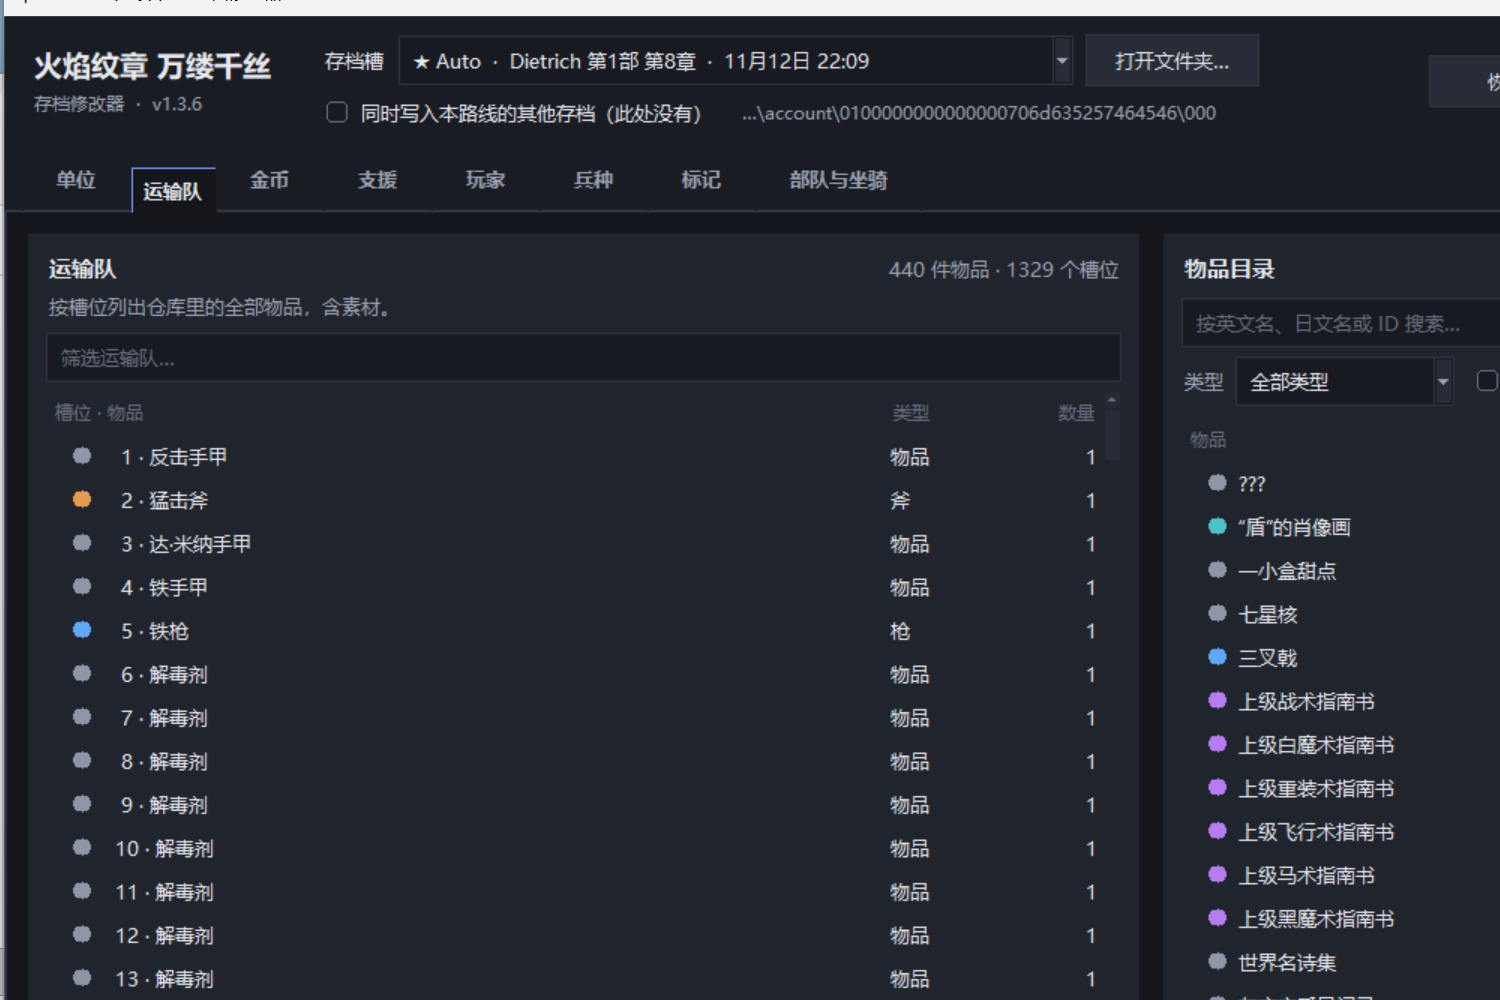 火焰纹章 万缕千丝
存档修改器 · v1.3.6
存档槽
★ Auto · Dietrich 第1部 第8章 · 11月12日 22:09
打开文件夹...
同时写入本路线的其他存档（此处没有）
...\account\0100000000000000706d635257464546\000
单位
运输队
金币
支援
玩家
兵种
标记
部队与坐骑
运输队
440 件物品 · 1329 个槽位
按槽位列出仓库里的全部物品，含素材。
筛选运输队...
槽位 · 物品 类型 数量
1 · 反击手甲 物品 1
2 · 猛击斧 斧 1
3 · 达·米纳手甲 物品 1
4 · 铁手甲 物品 1
5 · 铁枪 枪 1
6 · 解毒剂 物品 1
7 · 解毒剂 物品 1
8 · 解毒剂 物品 1
9 · 解毒剂 物品 1
10 · 解毒剂 物品 1
11 · 解毒剂 物品 1
12 · 解毒剂 物品 1
13 · 解毒剂 物品 1
物品目录
按英文名、日文名或 ID 搜索...
类型 全部类型
物品
???
“盾”的肖像画
一小盒甜点
七星核
三叉戟
上级战术指南书
上级白魔术指南书
上级重装术指南书
上级飞行术指南书
上级马术指南书
上级黑魔术指南书
世界名诗集